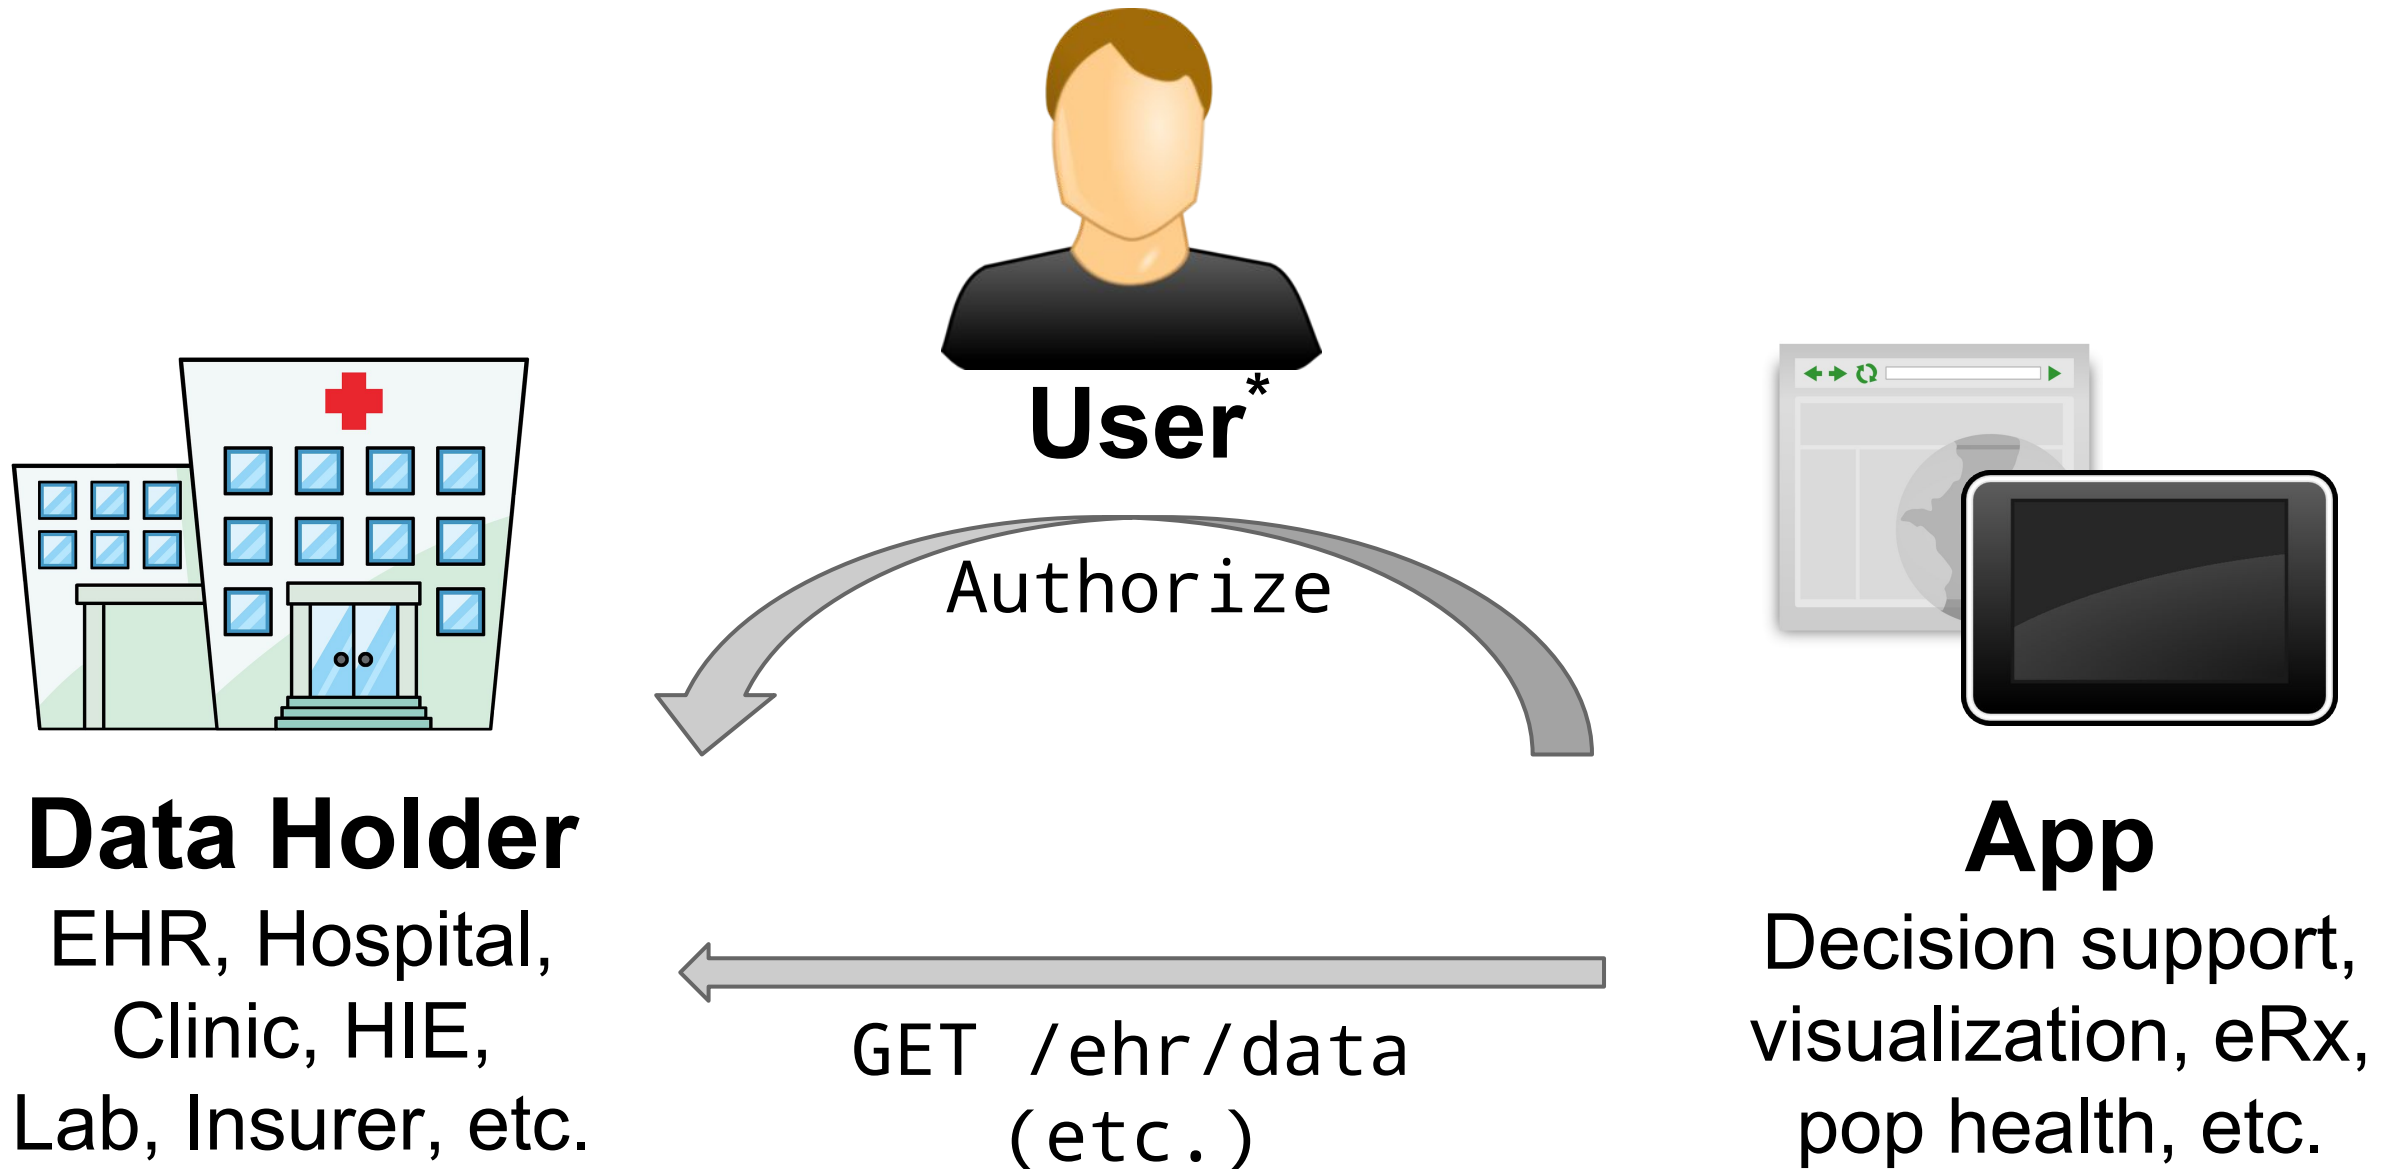 User*
Authorize
Data Holder
EHR, Hospital,
Clinic, HIE,
Lab, Insurer, etc.
GET /ehr/data
(etc.)
App
Decision support,
visualization, eRx,
pop health, etc.